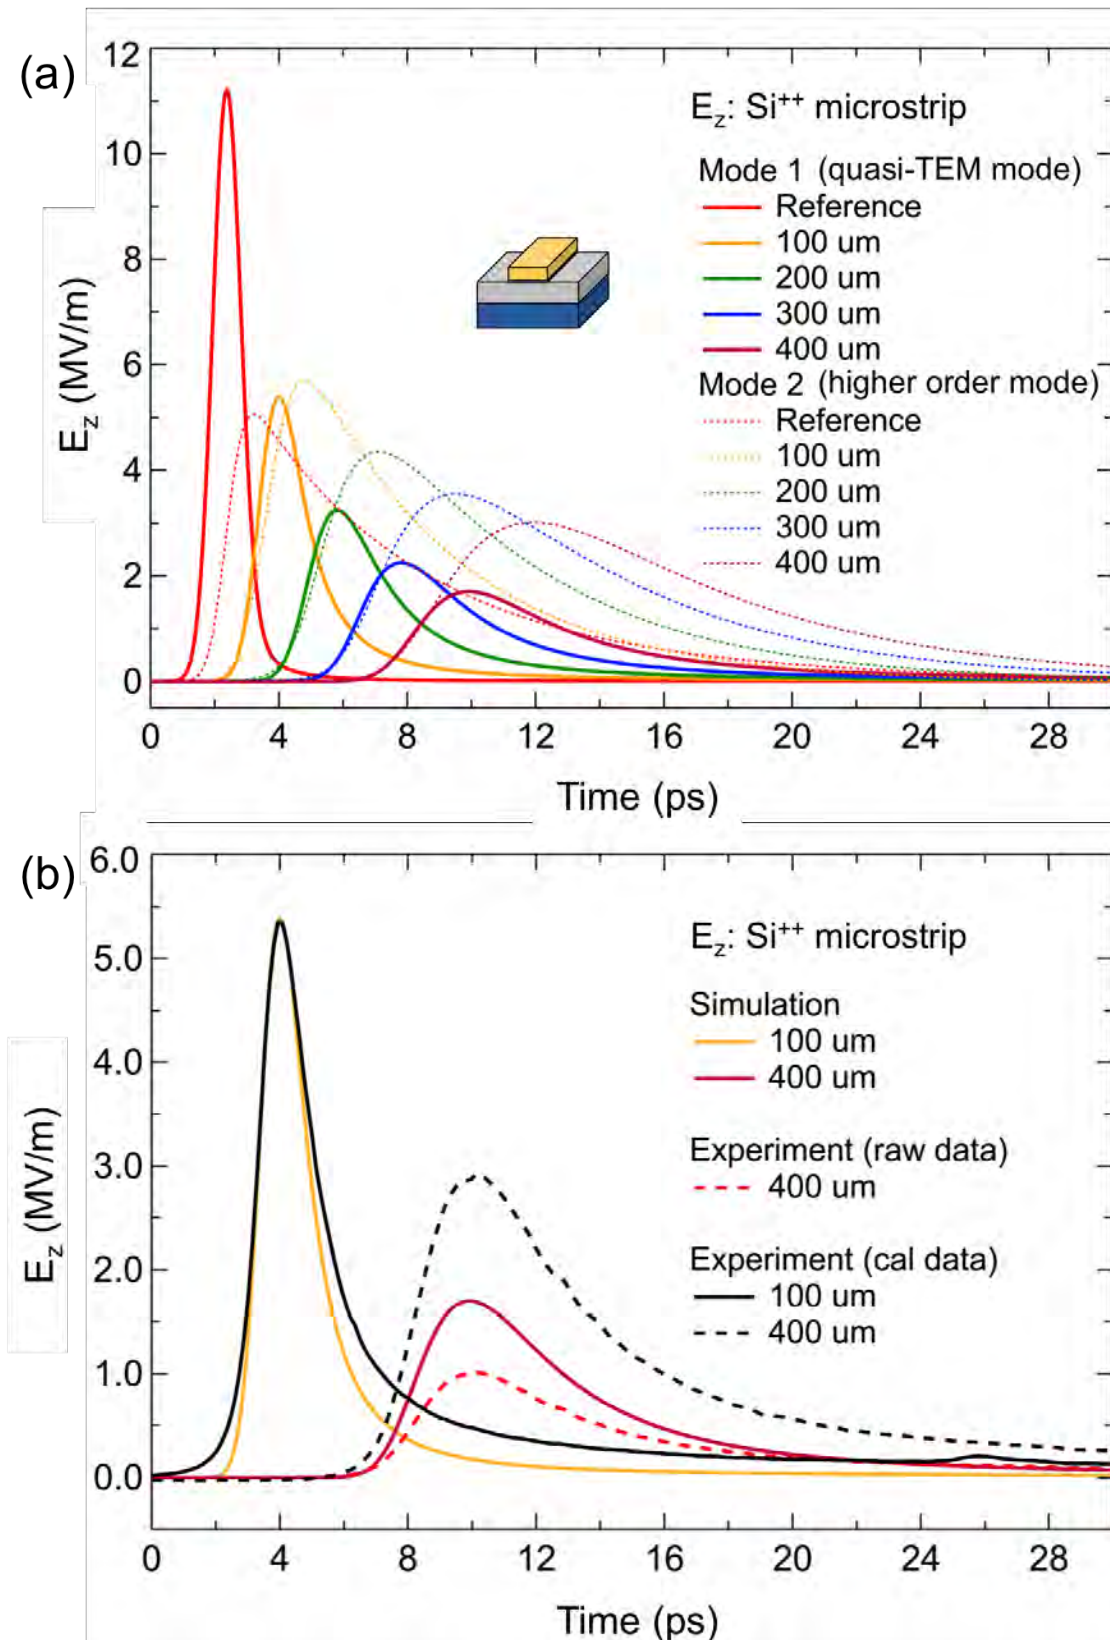 (a)
12
10
8
6
4
2
0
E_z (MV/m)
E_z: Si^++ microstrip
Mode 1 (quasi-TEM mode)
Reference
100 um
200 um
300 um
400 um
Mode 2 (higher order mode)
Reference
100 um
200 um
300 um
400 um
0 4 8 12 16 20 24 28
Time (ps)
(b)
6.0
5.0
4.0
3.0
2.0
1.0
0.0
E_z (MV/m)
E_z: Si^++ microstrip
Simulation
100 um
400 um
Experiment (raw data)
400 um
Experiment (cal data)
100 um
400 um
0 4 8 12 16 20 24 28
Time (ps)